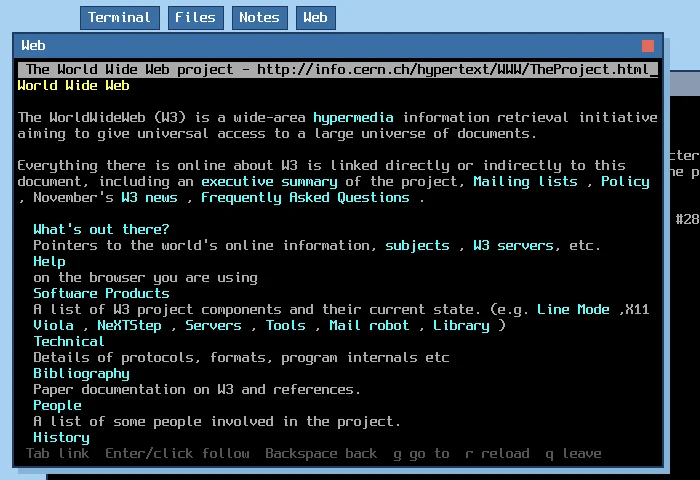 Terminal Files Notes Web
Web
The World Wide Web project - http://info.cern.ch/hypertext/WWW/TheProject.html_
World Wide Web
The WorldWideWeb (W3) is a wide-area hypermedia information retrieval initiative
aiming to give universal access to a large universe of documents.
Everything there is online about W3 is linked directly or indirectly to this
document, including an executive summary of the project, Mailing lists , Policy
, November's W3 news , Frequently Asked Questions .
What's out there?
Pointers to the world's online information, subjects , W3 servers, etc.
Help
on the browser you are using
Software Products
A list of W3 project components and their current state. (e.g. Line Mode ,X11
Viola , NeXTStep , Servers , Tools , Mail robot , Library )
Technical
Details of protocols, formats, program internals etc
Bibliography
Paper documentation on W3 and references.
People
A list of some people involved in the project.
History
Tab link Enter/click follow Backspace back g go to r reload q leave
#28